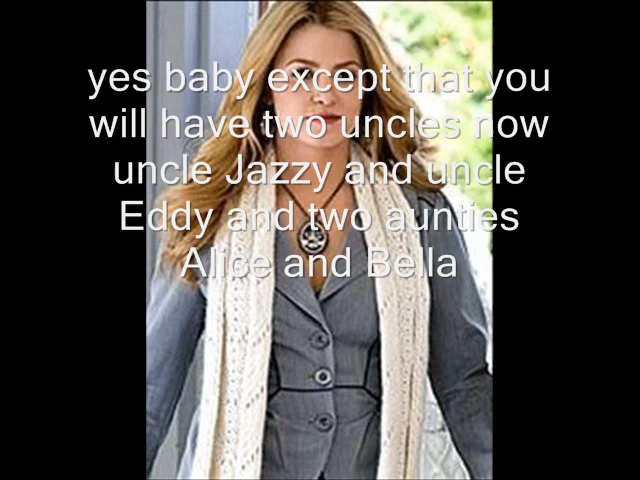 yes baby except that you
will have two uncles now
uncle Jazzy and uncle
Eddy and two aunties
Alice and Bella